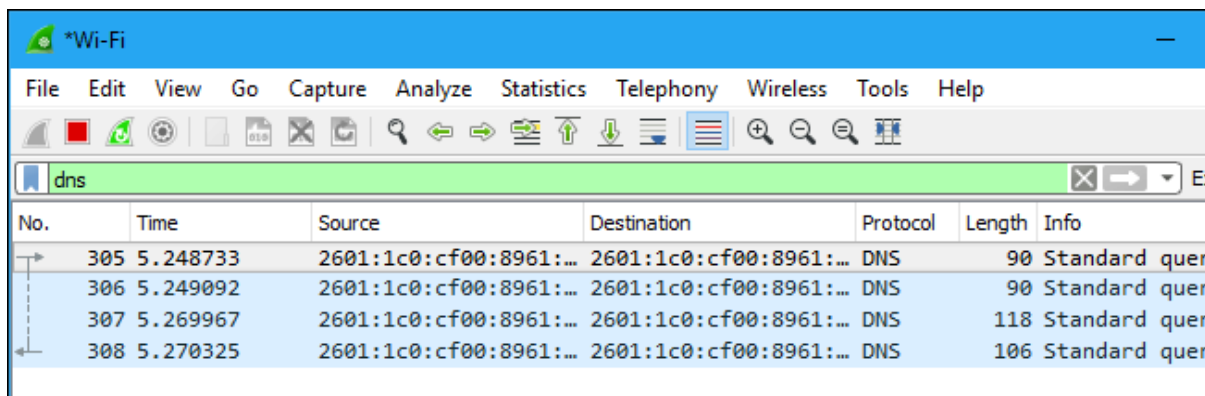 *Wi-Fi
File Edit View Go Capture Analyze Statistics Telephony Wireless Tools Help
dns
No. Time Source Destination Protocol Length Info
305 5.248733 2601:1c0:cf00:8961:… 2601:1c0:cf00:8961:… DNS 90 Standard quer
306 5.249092 2601:1c0:cf00:8961:… 2601:1c0:cf00:8961:… DNS 90 Standard quer
307 5.269967 2601:1c0:cf00:8961:… 2601:1c0:cf00:8961:… DNS 118 Standard quer
308 5.270325 2601:1c0:cf00:8961:… 2601:1c0:cf00:8961:… DNS 106 Standard quer